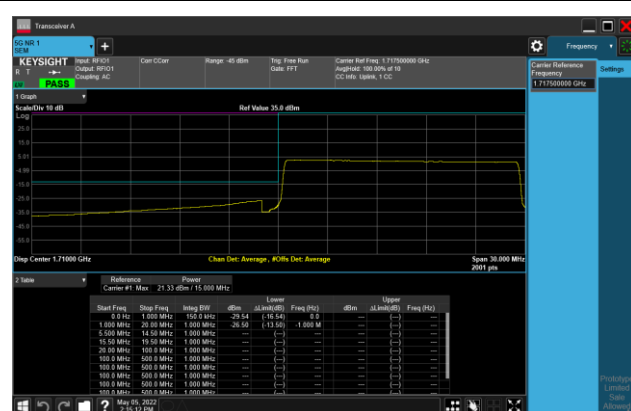 Transceiver A
5G NR 1
SEM
+
Frequency
KEYSIGHT
R T
PASS
Input: RFIO1
Output: RFIO1
Coupling: AC
Corr CCorr
Range: -45 dBm
Trig: Free Run
Gate: FFT
Carrier Ref Freq: 1.717500000 GHz
Avg|Hold: 100.00% of 10
CC Info: Uplink, 1 CC
Carrier Reference
Frequency
1.717500000 GHz
Settings
1 Graph
Scale/Div 10 dB
Ref Value 35.0 dBm
Log
25.0
15.0
5.01
-4.99
-15.0
-25.0
-35.0
-45.0
-55.0
Disp Center 1.71000 GHz
Chan Det: Average , #Offs Det: Average
Span 30.000 MHz
2001 pts
2 Table
Reference Power
Carrier #1 Max 21.33 dBm / 15.000 MHz
Lower Upper
Start Freq Stop Freq Integ BW dBm ΔLimit(dB) Freq (Hz) dBm ΔLimit(dB) Freq (Hz)
0.0 Hz 1.000 MHz 150.0 kHz -29.54 (-16.54) 0.0 --- (---) ---
1.000 MHz 20.00 MHz 1.000 MHz -26.50 (-13.50) -1.000 M --- (---) ---
5.500 MHz 14.50 MHz 1.000 MHz --- (---) --- --- (---) ---
15.50 MHz 19.50 MHz 1.000 MHz --- (---) --- --- (---) ---
20.00 MHz 100.0 MHz 1.000 MHz --- (---) --- --- (---) ---
100.0 MHz 500.0 MHz 1.000 MHz --- (---) --- --- (---) ---
100.0 MHz 500.0 MHz 1.000 MHz --- (---) --- --- (---) ---
100.0 MHz 500.0 MHz 1.000 MHz --- (---) --- --- (---) ---
100.0 MHz 500.0 MHz 1.000 MHz --- (---) --- --- (---) ---
?
May 05, 2022
2:35:12 PM
Prototype
Limited
Sale
Allowed